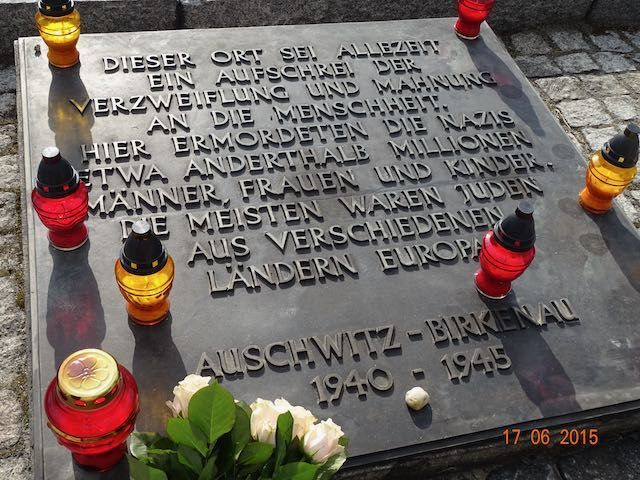 DIESER ORT SEI ALLEZEIT
EIN AUFSCHREI DER
VERZWEIFLUNG UND MAHNUNG
AN DIE MENSCHHEIT.
HIER ERMORDETEN DIE NAZIS
ETWA ANDERTHALB MILLIONEN
MÄNNER, FRAUEN UND KINDER.
DIE MEISTEN WAREN JUDEN
AUS VERSCHIEDENEN
LÄNDERN EUROPAS.
AUSCHWITZ - BIRKENAU
1940 - 1945
17 06 2015